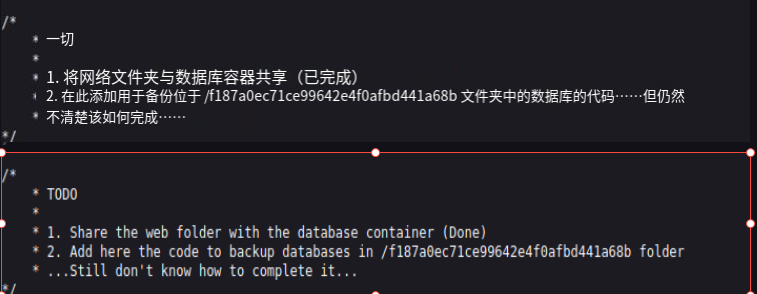 /*
* 一切
*
* 1. 将网络文件夹与数据库容器共享（已完成）
* 2. 在此添加用于备份位于 /f187a0ec71ce99642e4f0afbd441a68b 文件夹中的数据库的代码……但仍然
* 不清楚该如何完成……
*/
/*
* TODO
*
* 1. Share the web folder with the database container (Done)
* 2. Add here the code to backup databases in /f187a0ec71ce99642e4f0afbd441a68b folder
* ...Still don't know how to complete it...
*/